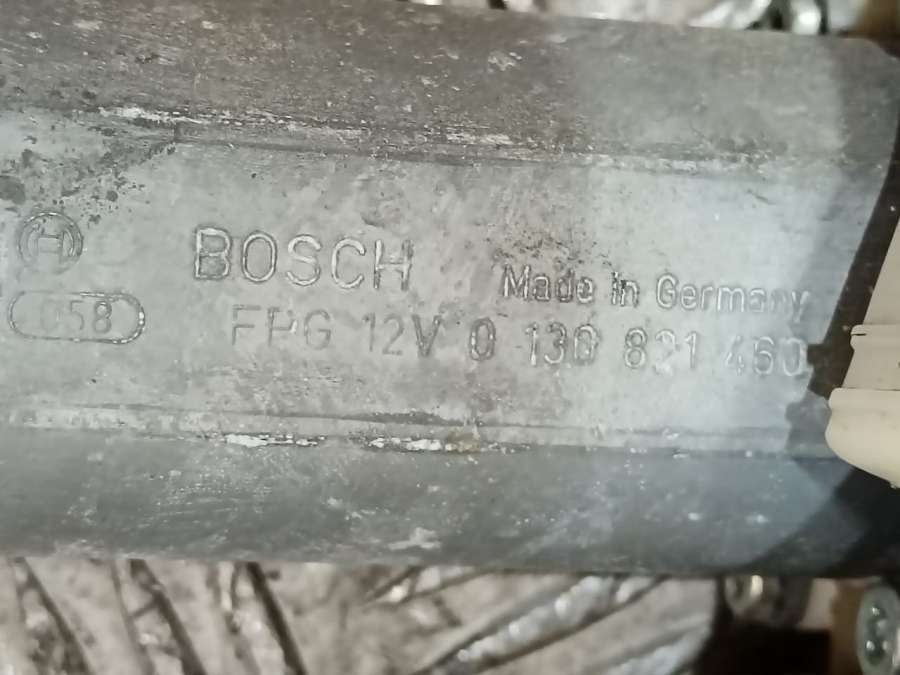 BOSCH
Made in Germany
058
FPG 12V 0 130 821 460